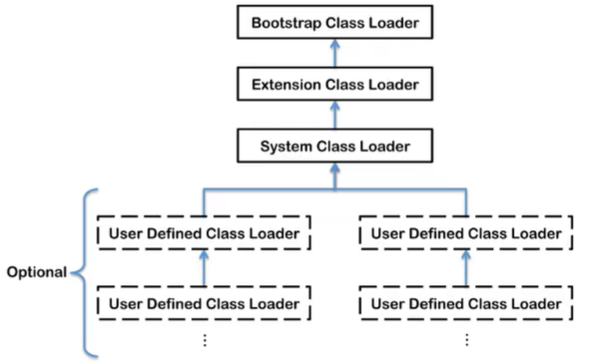 Bootstrap Class Loader
Extension Class Loader
System Class Loader
User Defined Class Loader
User Defined Class Loader
Optional
User Defined Class Loader
User Defined Class Loader